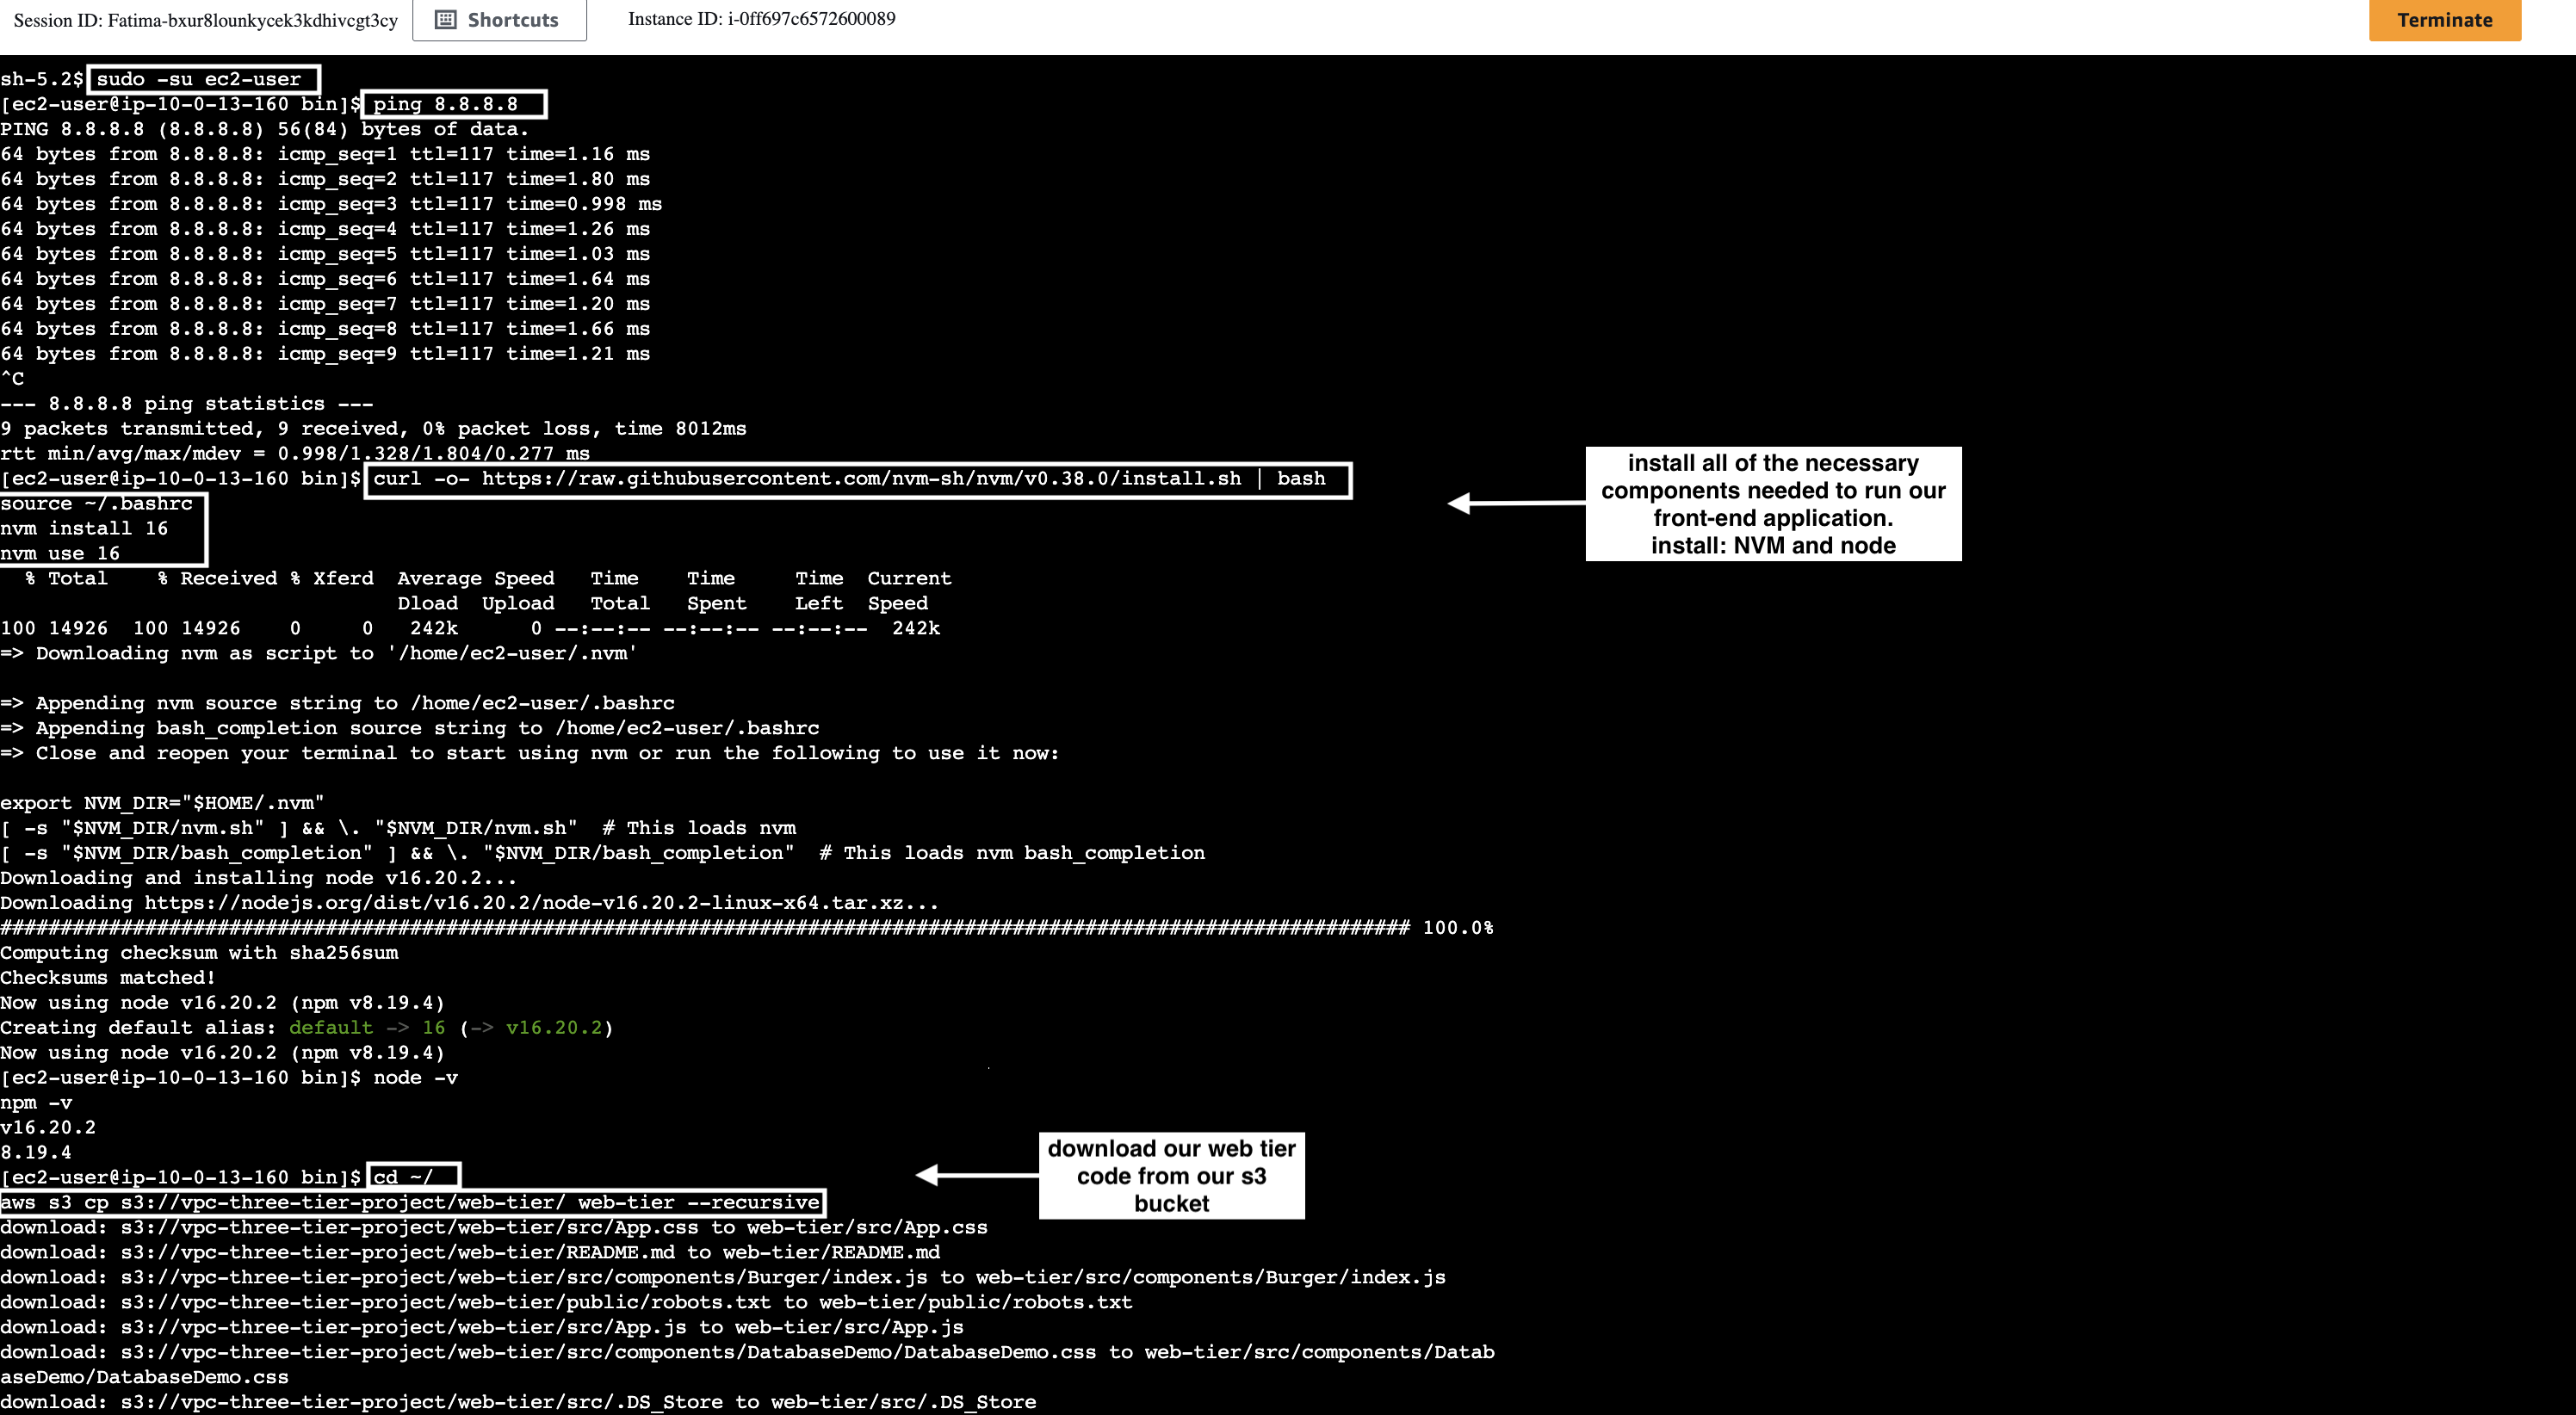 Session ID: Fatima-bxur8lounkycek3kdhivcgt3cy
Shortcuts
Instance ID: i-0ff697c6572600089
Terminate
sh-5.2$ sudo -su ec2-user
[ec2-user@ip-10-0-13-160 bin]$ ping 8.8.8.8
PING 8.8.8.8 (8.8.8.8) 56(84) bytes of data.
64 bytes from 8.8.8.8: icmp_seq=1 ttl=117 time=1.16 ms
64 bytes from 8.8.8.8: icmp_seq=2 ttl=117 time=1.80 ms
64 bytes from 8.8.8.8: icmp_seq=3 ttl=117 time=0.998 ms
64 bytes from 8.8.8.8: icmp_seq=4 ttl=117 time=1.26 ms
64 bytes from 8.8.8.8: icmp_seq=5 ttl=117 time=1.03 ms
64 bytes from 8.8.8.8: icmp_seq=6 ttl=117 time=1.64 ms
64 bytes from 8.8.8.8: icmp_seq=7 ttl=117 time=1.20 ms
64 bytes from 8.8.8.8: icmp_seq=8 ttl=117 time=1.66 ms
64 bytes from 8.8.8.8: icmp_seq=9 ttl=117 time=1.21 ms
^C
--- 8.8.8.8 ping statistics ---
9 packets transmitted, 9 received, 0% packet loss, time 8012ms
rtt min/avg/max/mdev = 0.998/1.328/1.804/0.277 ms
[ec2-user@ip-10-0-13-160 bin]$ curl -o- https://raw.githubusercontent.com/nvm-sh/nvm/v0.38.0/install.sh | bash
source ~/.bashrc
nvm install 16
nvm use 16
install all of the necessary
components needed to run our
front-end application.
install: NVM and node
% Total % Received % Xferd Average Speed Time Time Time Current
Dload Upload Total Spent Left Speed
100 14926 100 14926 0 0 242k 0 --:--:-- --:--:-- --:--:-- 242k
=> Downloading nvm as script to '/home/ec2-user/.nvm'
=> Appending nvm source string to /home/ec2-user/.bashrc
=> Appending bash_completion source string to /home/ec2-user/.bashrc
=> Close and reopen your terminal to start using nvm or run the following to use it now:
export NVM_DIR="$HOME/.nvm"
[ -s "$NVM_DIR/nvm.sh" ] && \. "$NVM_DIR/nvm.sh"  # This loads nvm
[ -s "$NVM_DIR/bash_completion" ] && \. "$NVM_DIR/bash_completion"  # This loads nvm bash_completion
Downloading and installing node v16.20.2...
Downloading https://nodejs.org/dist/v16.20.2/node-v16.20.2-linux-x64.tar.xz...
##################################################################################################################### 100.0%
Computing checksum with sha256sum
Checksums matched!
Now using node v16.20.2 (npm v8.19.4)
Creating default alias: default -> 16 (-> v16.20.2)
Now using node v16.20.2 (npm v8.19.4)
[ec2-user@ip-10-0-13-160 bin]$ node -v
npm -v
v16.20.2
8.19.4
[ec2-user@ip-10-0-13-160 bin]$ cd ~/
download our web tier
code from our s3
bucket
aws s3 cp s3://vpc-three-tier-project/web-tier/ web-tier --recursive
download: s3://vpc-three-tier-project/web-tier/src/App.css to web-tier/src/App.css
download: s3://vpc-three-tier-project/web-tier/README.md to web-tier/README.md
download: s3://vpc-three-tier-project/web-tier/src/components/Burger/index.js to web-tier/src/components/Burger/index.js
download: s3://vpc-three-tier-project/web-tier/public/robots.txt to web-tier/public/robots.txt
download: s3://vpc-three-tier-project/web-tier/src/App.js to web-tier/src/App.js
download: s3://vpc-three-tier-project/web-tier/src/components/DatabaseDemo/DatabaseDemo.css to web-tier/src/components/Datab
aseDemo/DatabaseDemo.css
download: s3://vpc-three-tier-project/web-tier/src/.DS_Store to web-tier/src/.DS_Store